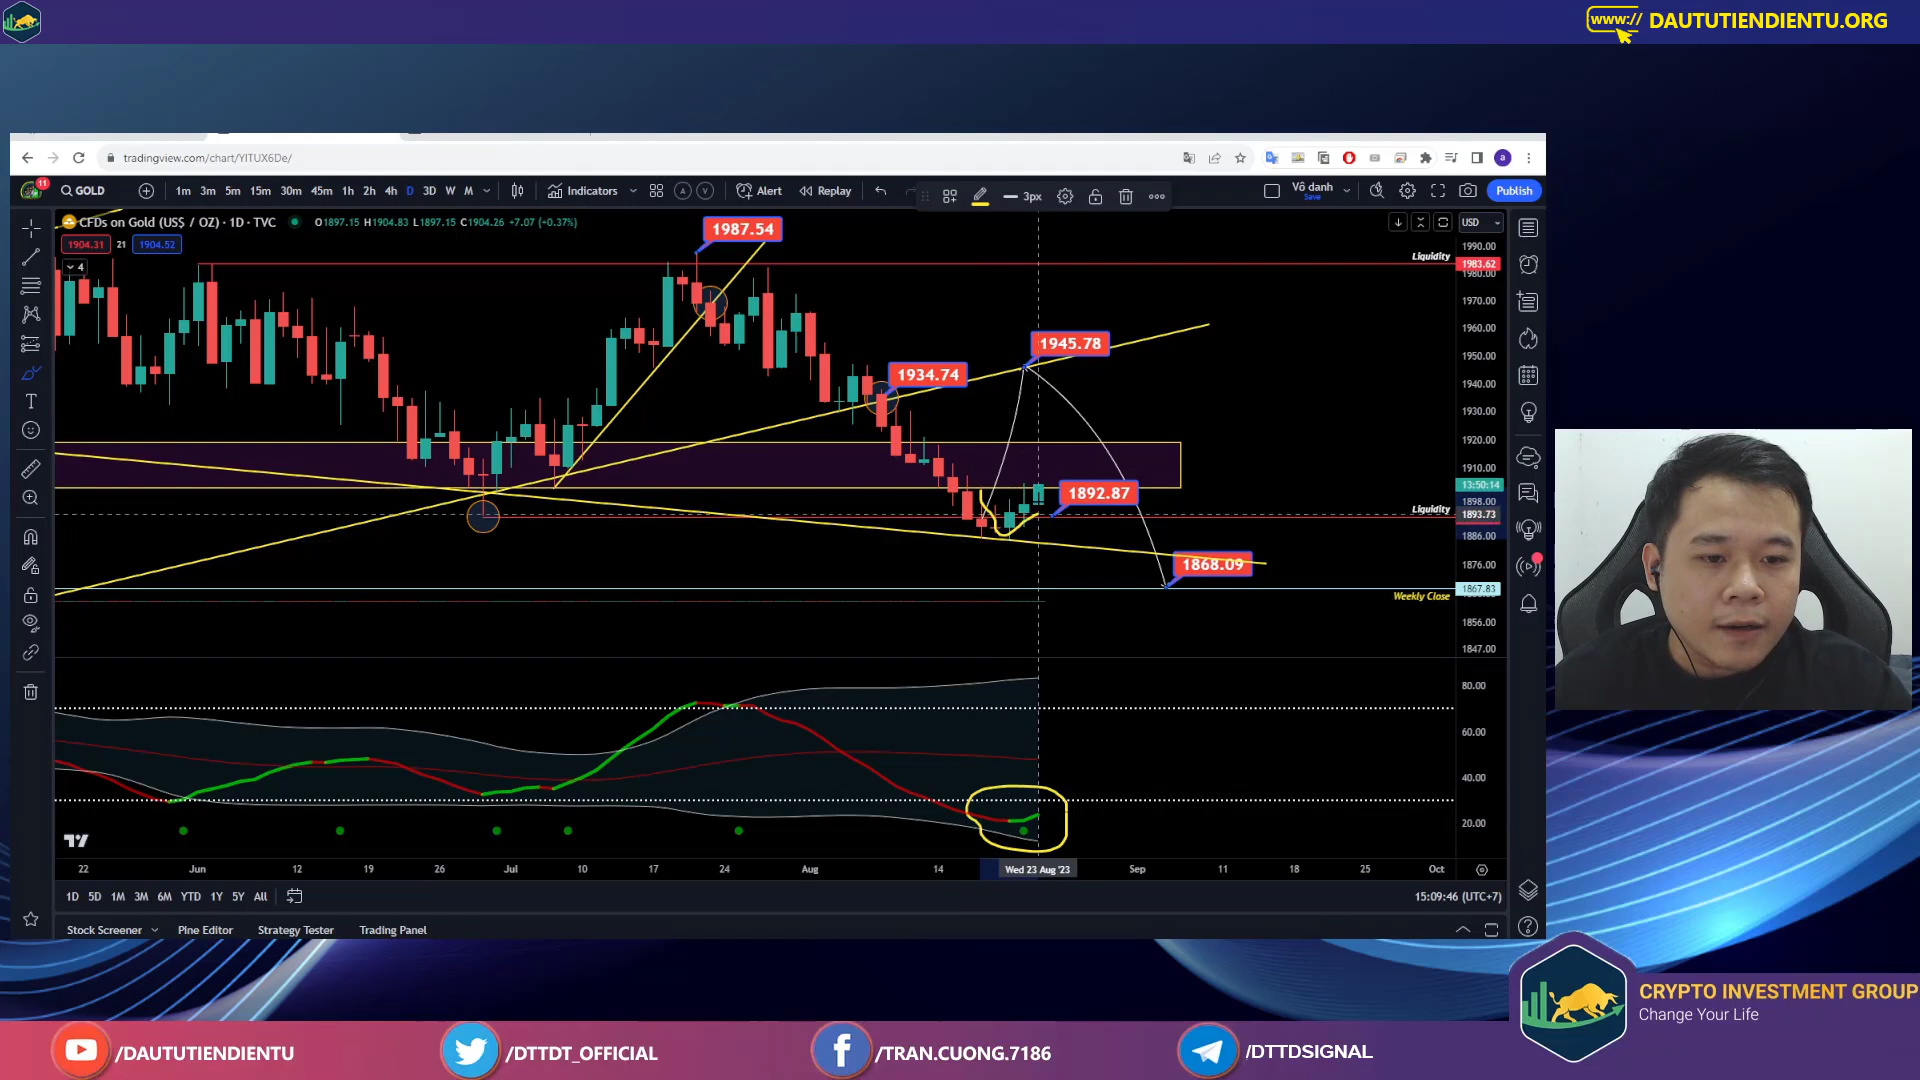 www:// DAUTUTIENDIENTU.ORG
tradingview.com/chart/YITUX6De/
11 GOLD 1m 3m 5m 15m 30m 45m 1h 2h 4h D 3D W M Indicators A V Alert Replay 3px Vô danh Save Publish
CFDs on Gold (US$ / OZ) · 1D · TVC O1897.15 H1904.83 L1897.15 C1904.26 +7.07 (+0.37%) USD
1904.31 21 1904.52
4
1987.54
1945.78
1934.74
1892.87
1868.09
Liquidity
Liquidity
Weekly Close
1990.00
1983.62
1980.00
1970.00
1960.00
1950.00
1940.00
1930.00
1920.00
1910.00
13:50:14
1898.00
1893.73
1886.00
1876.00
1867.83
1856.00
1847.00
80.00
60.00
40.00
20.00
22 Jun 12 19 26 Jul 10 17 24 Aug 14 Wed 23 Aug '23 Sep 11 18 25 Oct
1D 5D 1M 3M 6M YTD 1Y 5Y All 15:09:46 (UTC+7)
Stock Screener Pine Editor Strategy Tester Trading Panel
CRYPTO INVESTMENT GROUP
Change Your Life
/DAUTUTIENDIENTU /DTTDT_OFFICIAL /TRAN.CUONG.7186 /DTTDSIGNAL